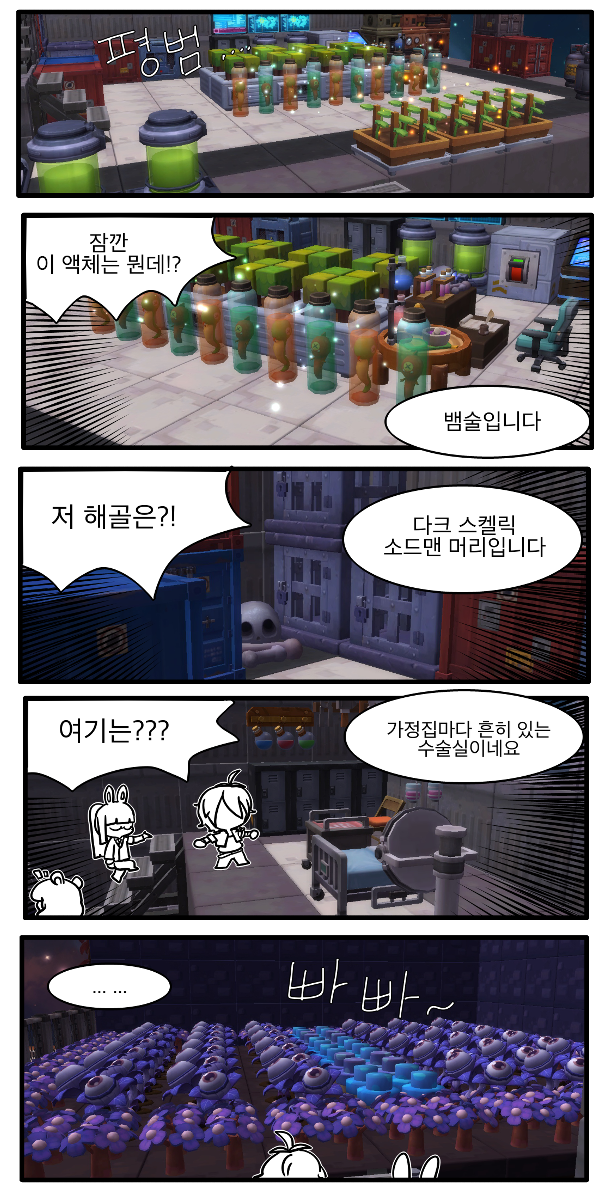 평범...
잠깐
이 액체는 뭔데!?
뱀술입니다
저 해골은?!
다크 스켈릭
소드맨 머리입니다
여기는???
가정집마다 흔히 있는
수술실이네요
... ...
빠 빠~